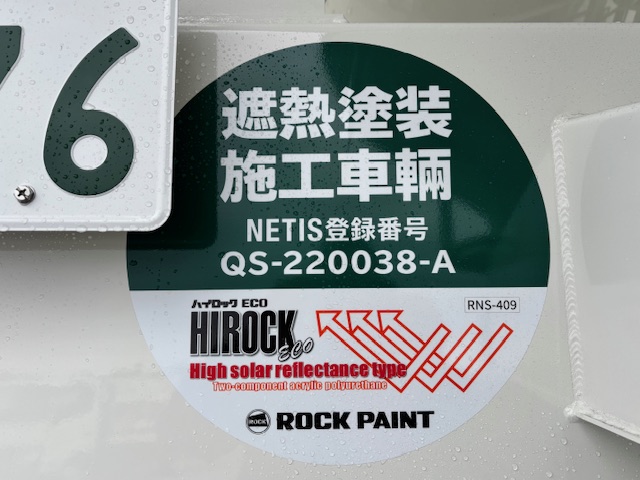 76
遮熱塗装
施工車輌
NETIS登録番号
QS-220038-A
ハイロック ECO
RNS-409
HIROCK
ECO
High solar reflectance type
Two-component acrylic polyurethane
ROCK
ROCK PAINT